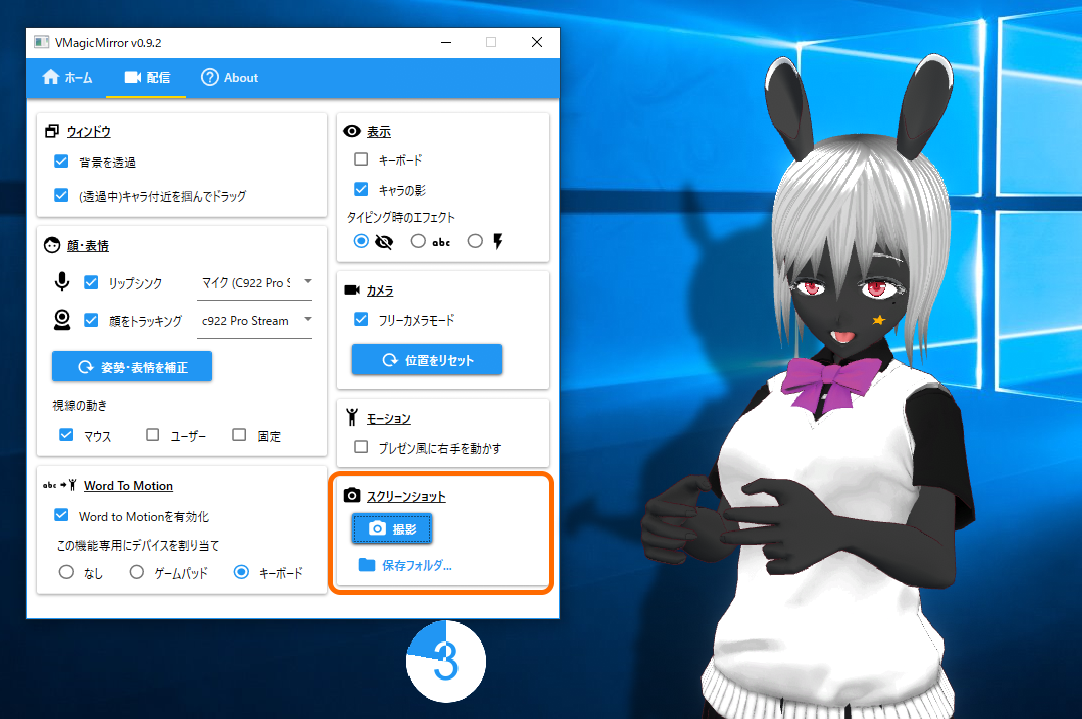 VMagicMirror v0.9.2
ホーム
配信
About
ウィンドウ
背景を透過
(透過中)キャラ付近を掴んでドラッグ
顔・表情
リップシンク
マイク (C922 Pro S
顔をトラッキング
c922 Pro Stream
姿勢・表情を補正
視線の動き
マウス
ユーザー
固定
abc
Word To Motion
Word to Motionを有効化
この機能専用にデバイスを割り当て
なし
ゲームパッド
キーボード
表示
キーボード
キャラの影
タイピング時のエフェクト
abc
カメラ
フリーカメラモード
位置をリセット
モーション
プレゼン風に右手を動かす
スクリーンショット
撮影
保存フォルダ...
3